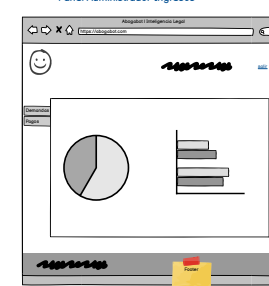 Panel Administrador Ingresos
Abogabot | Inteligencia Legal
https://abogabot.com
salir
Demandas
Pagos
Footer